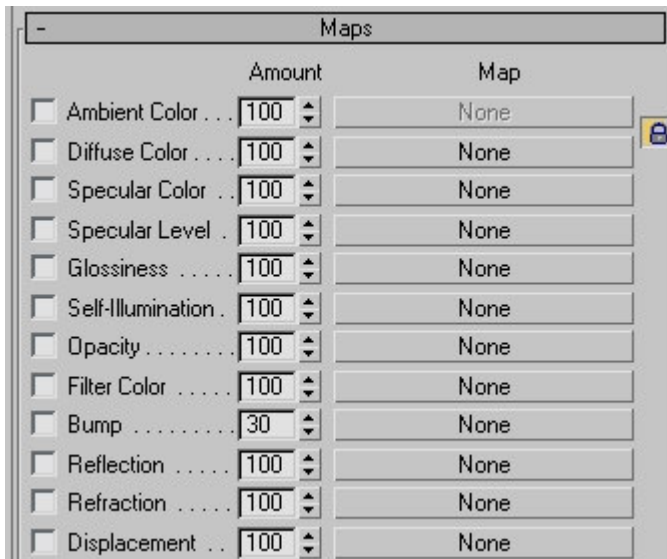 - Maps
Amount Map
Ambient Color . . . 100 None
Diffuse Color . . . . 100 None
Specular Color . . 100 None
Specular Level . 100 None
Glossiness . . . . . 100 None
Self-Illumination . 100 None
Opacity . . . . . . . . 100 None
Filter Color . . . . . 100 None
Bump . . . . . . . . . 30 None
Reflection . . . . . 100 None
Refraction . . . . . 100 None
Displacement . . 100 None